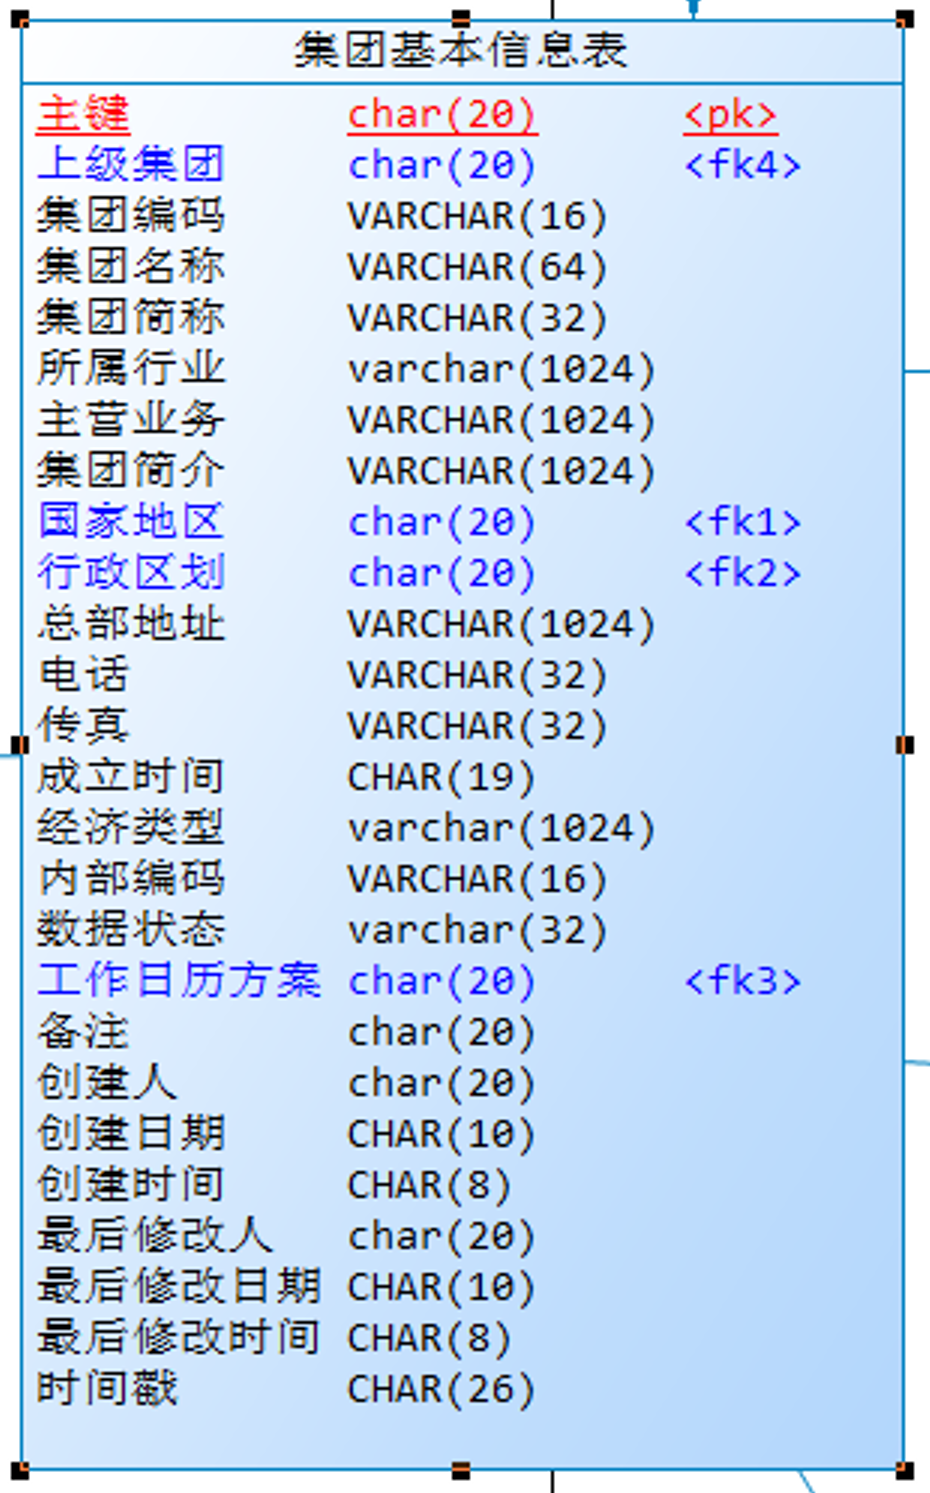 集团基本信息表
主键 char(20) <pk>
上级集团 char(20) <fk4>
集团编码 VARCHAR(16)
集团名称 VARCHAR(64)
集团简称 VARCHAR(32)
所属行业 varchar(1024)
主营业务 VARCHAR(1024)
集团简介 VARCHAR(1024)
国家地区 char(20) <fk1>
行政区划 char(20) <fk2>
总部地址 VARCHAR(1024)
电话 VARCHAR(32)
传真 VARCHAR(32)
成立时间 CHAR(19)
经济类型 varchar(1024)
内部编码 VARCHAR(16)
数据状态 varchar(32)
工作日历方案 char(20) <fk3>
备注 char(20)
创建人 char(20)
创建日期 CHAR(10)
创建时间 CHAR(8)
最后修改人 char(20)
最后修改日期 CHAR(10)
最后修改时间 CHAR(8)
时间戳 CHAR(26)